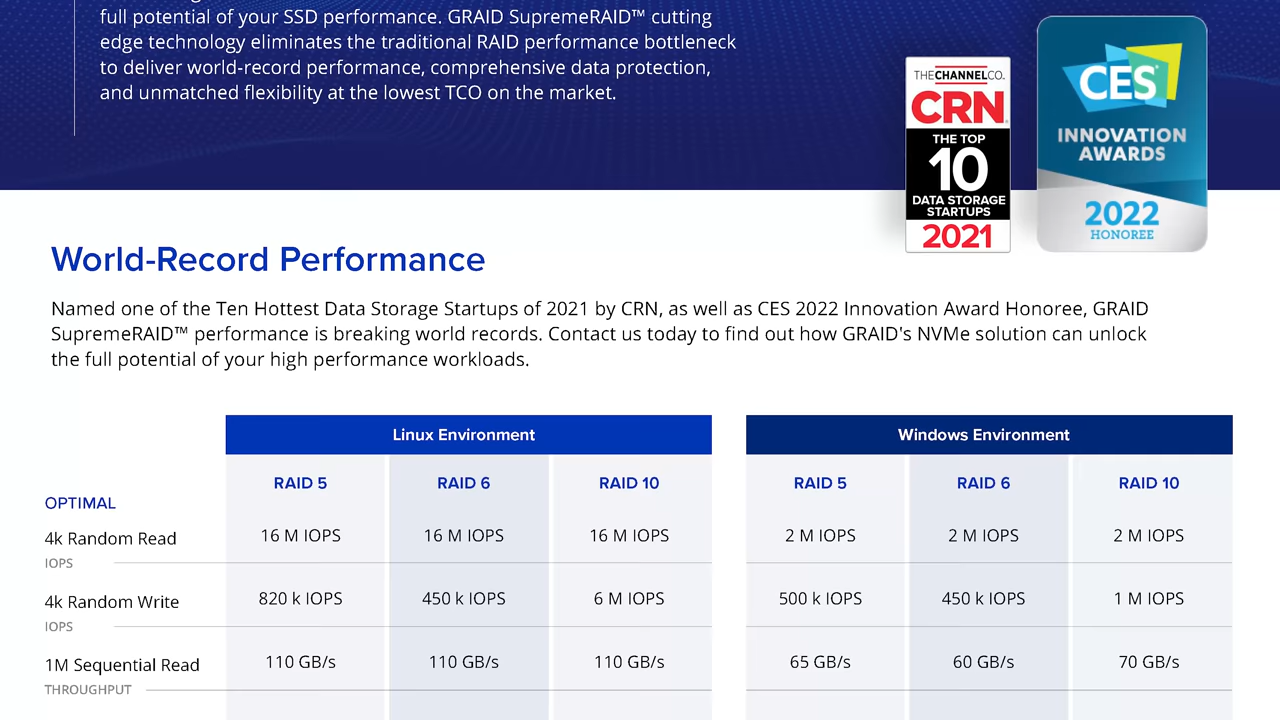 full potential of your SSD performance. GRAID SupremeRAID™ cutting
edge technology eliminates the traditional RAID performance bottleneck
to deliver world-record performance, comprehensive data protection,
and unmatched flexibility at the lowest TCO on the market.
THECHANNELCO.
CRN
THE TOP
10
DATA STORAGE
STARTUPS
2021
CES
INNOVATION
AWARDS
2022
HONOREE
World-Record Performance
Named one of the Ten Hottest Data Storage Startups of 2021 by CRN, as well as CES 2022 Innovation Award Honoree, GRAID
SupremeRAID™ performance is breaking world records. Contact us today to find out how GRAID's NVMe solution can unlock
the full potential of your high performance workloads.
Linux Environment Windows Environment
RAID 5 RAID 6 RAID 10 RAID 5 RAID 6 RAID 10
OPTIMAL
4k Random Read 16 M IOPS 16 M IOPS 16 M IOPS 2 M IOPS 2 M IOPS 2 M IOPS
IOPS
4k Random Write 820 k IOPS 450 k IOPS 6 M IOPS 500 k IOPS 450 k IOPS 1 M IOPS
IOPS
1M Sequential Read 110 GB/s 110 GB/s 110 GB/s 65 GB/s 60 GB/s 70 GB/s
THROUGHPUT